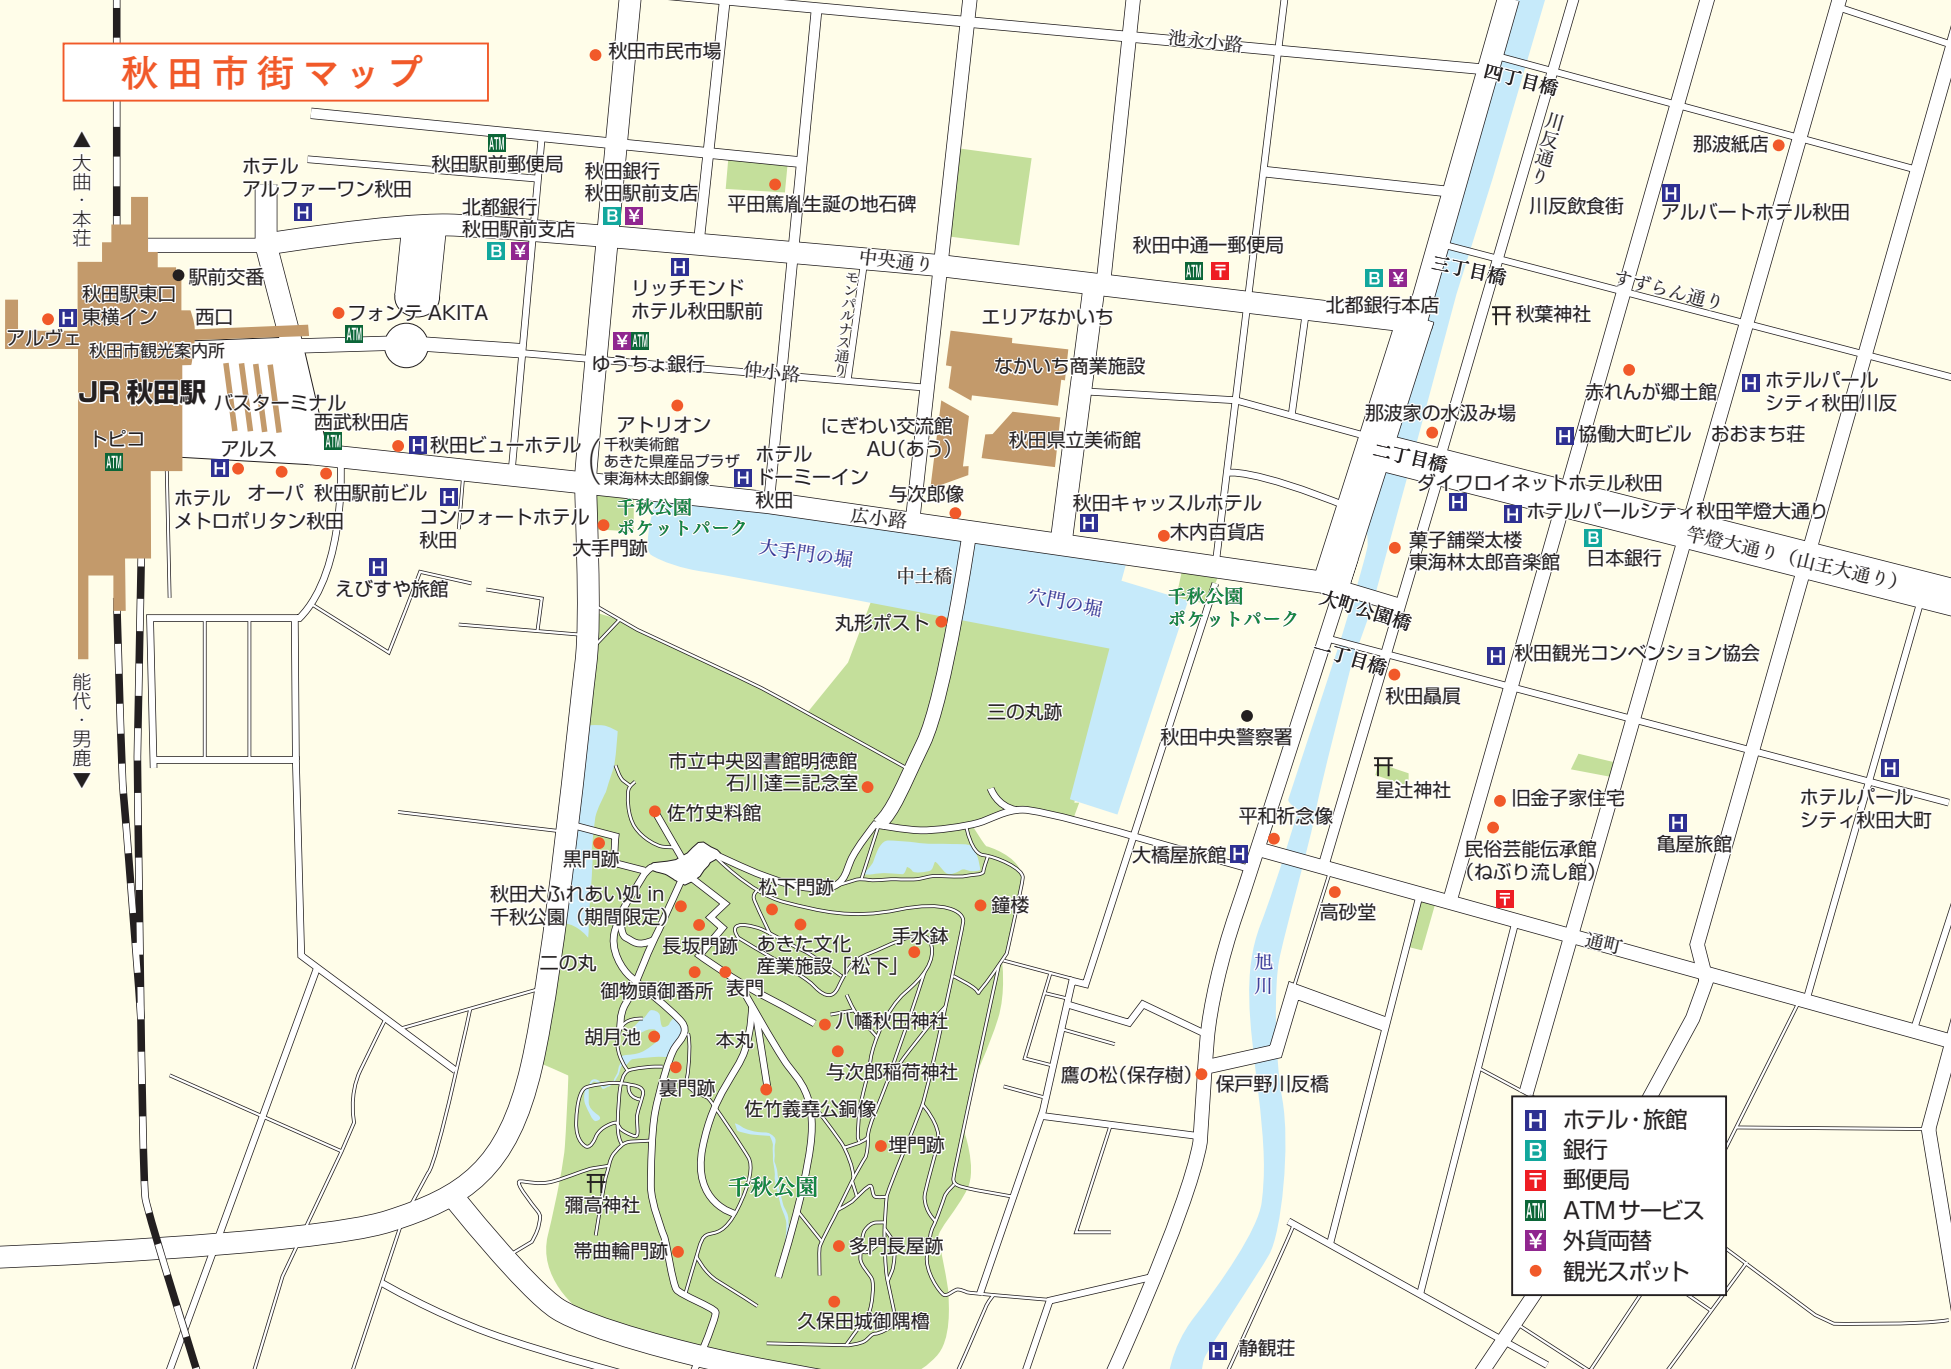 秋田市街マップ
▲大曲・本荘
能代・男鹿▼
秋田市民市場
池永小路
四丁目橋
川反通り
那波紙店
アルバートホテル秋田
川反飲食街
ホテル
アルファーワン秋田
ATM
秋田駅前郵便局
秋田銀行
秋田駅前支店
B ¥
北都銀行
秋田駅前支店
B ¥
平田篤胤生誕の地石碑
中央通り
モンパルナス通り
秋田中通一郵便局
ATM 〒
三丁目橋
すずらん通り
北都銀行本店
B ¥
秋葉神社
駅前交番
秋田駅東口
東横イン
アルヴェ
西口
秋田市観光案内所
JR 秋田駅
トピコ
ATM
フォンテAKITA
ATM
リッチモンド
ホテル秋田駅前
¥ ATM
ゆうちょ銀行
仲小路
エリアなかいち
なかいち商業施設
にぎわい交流館
AU(あう)
秋田県立美術館
赤れんが郷土館
ホテルパール
シティ秋田川反
那波家の水汲み場
協働大町ビル
おおまち荘
二丁目橋
バスターミナル
西武秋田店
ATM
アルス
秋田ビューホテル
アトリオン
千秋美術館
あきた県産品プラザ
東海林太郎銅像
ホテル
ドーミーイン
秋田
与次郎像
広小路
秋田キャッスルホテル
木内百貨店
ダイワロイネットホテル秋田
ホテルパールシティ秋田竿燈大通り
竿燈大通り（山王大通り）
B
日本銀行
菓子舗榮太楼
東海林太郎音楽館
ホテル
メトロポリタン秋田
オーパ
秋田駅前ビル
コンフォートホテル
秋田
えびすや旅館
千秋公園
ポケットパーク
大手門跡
大手門の堀
中土橋
穴門の堀
千秋公園
ポケットパーク
大町公園橋
一丁目橋
丸形ポスト
三の丸跡
秋田観光コンベンション協会
秋田贔屓
秋田中央警察署
星辻神社
市立中央図書館明徳館
石川達三記念室
佐竹史料館
黒門跡
秋田犬ふれあい処 in
千秋公園（期間限定）
松下門跡
長坂門跡
あきた文化
産業施設「松下」
手水鉢
鐘楼
二の丸
御物頭御番所
表門
八幡秋田神社
胡月池
本丸
与次郎稲荷神社
裏門跡
佐竹義堯公銅像
埋門跡
千秋公園
彌高神社
帯曲輪門跡
多門長屋跡
久保田城御隅櫓
平和祈念像
大橋屋旅館
旧金子家住宅
民俗芸能伝承館
（ねぶり流し館）
〒
亀屋旅館
ホテルパール
シティ秋田大町
高砂堂
通町
旭川
鷹の松（保存樹）
保戸野川反橋
静観荘
H ホテル・旅館
B 銀行
〒 郵便局
ATM ATMサービス
¥ 外貨両替
観光スポット